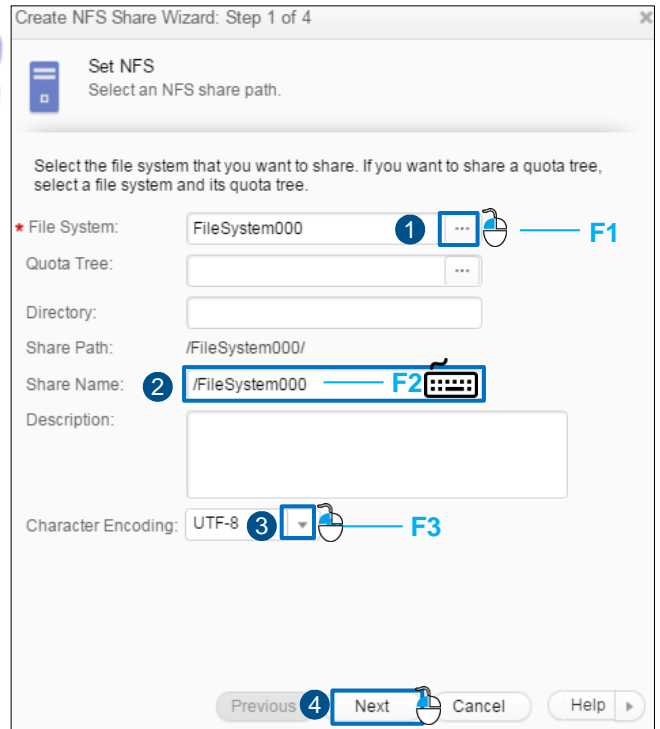 Create NFS Share Wizard: Step 1 of 4
Set NFS
Select an NFS share path.
Select the file system that you want to share. If you want to share a quota tree,
select a file system and its quota tree.
* File System: FileSystem000 1 ... F1
Quota Tree: ...
Directory:
Share Path: /FileSystem000/
Share Name: 2 /FileSystem000 F2
Description:
Character Encoding: UTF-8 3 F3
Previous 4 Next Cancel Help